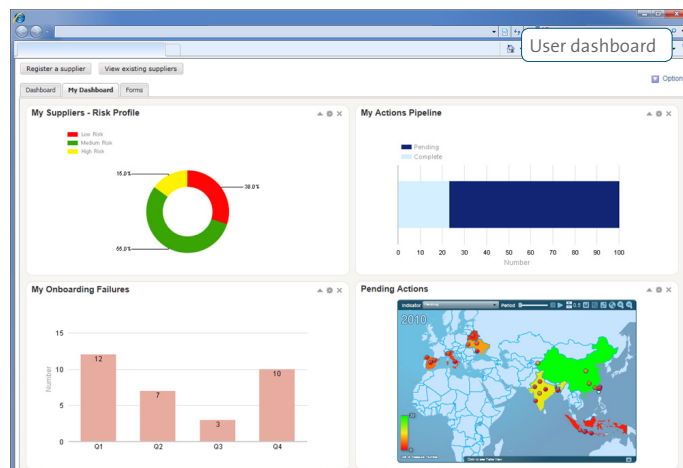 User dashboard
Register a supplier View existing suppliers
Option
Dashboard My Dashboard Forms
My Suppliers - Risk Profile
Low Risk
Medium Risk
High Risk
15.0%
30.0%
55.0%
My Actions Pipeline
Pending
Complete
0 10 20 30 40 50 60 70 80 90 100
Number
My Onboarding Failures
Number
15
10
5
0
12
7
3
10
Q1 Q2 Q3 Q4
Pending Actions
Indicator Period 0.5
2010